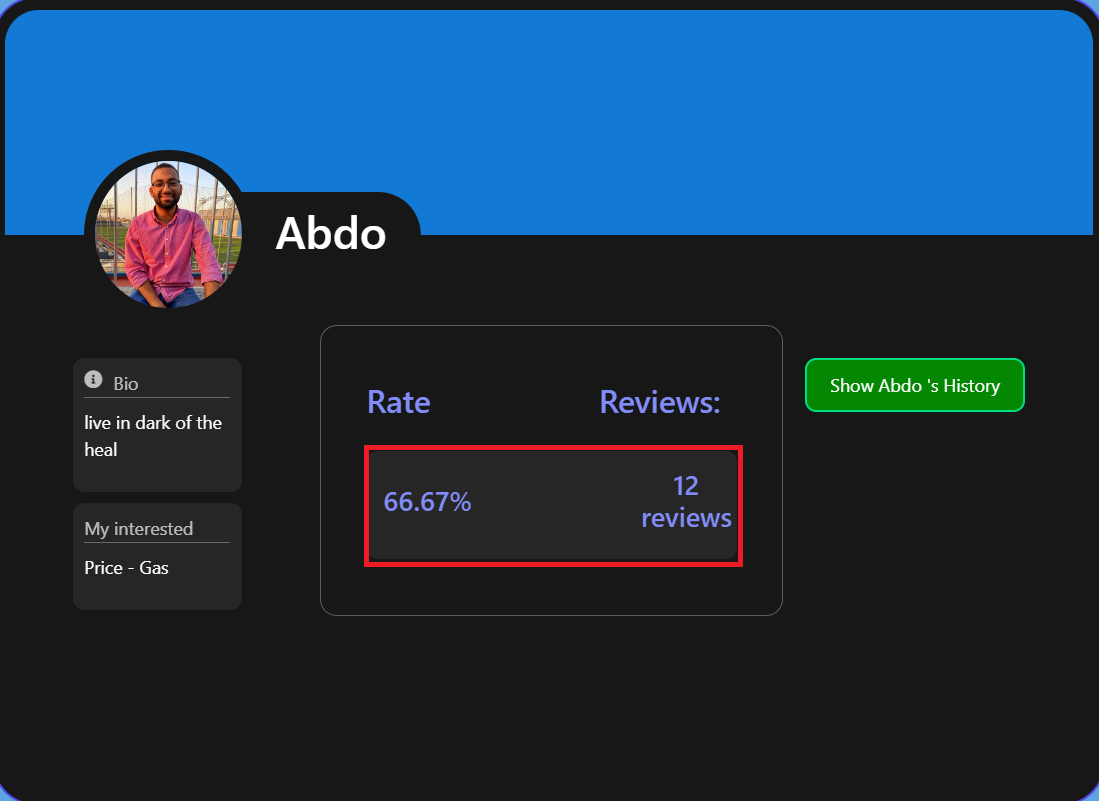 Abdo
Bio
live in dark of the
heal
My interested
Price - Gas
Rate
Reviews:
66.67%
12
reviews
Show Abdo 's History